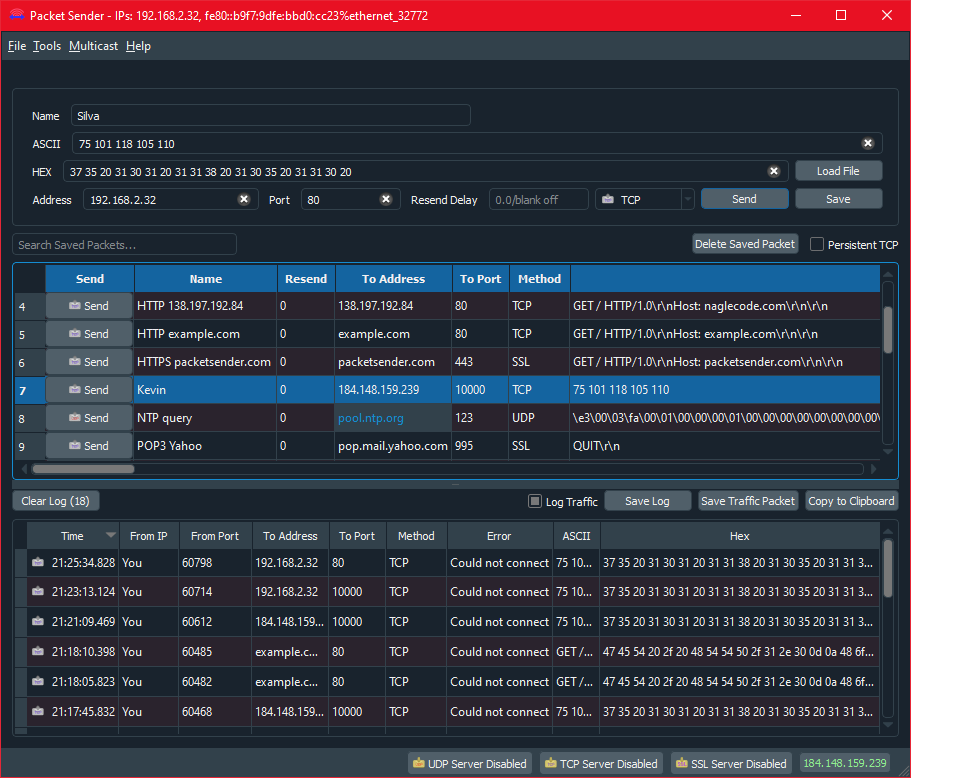 Packet Sender - IPs: 192.168.2.32, fe80::b9f7:9dfe:bbd0:cc23%ethernet_32772
File Tools Multicast Help
Name Silva
ASCII 75 101 118 105 110
HEX 37 35 20 31 30 31 20 31 31 38 20 31 30 35 20 31 31 30 20 Load File
Address 192.168.2.32 Port 80 Resend Delay 0.0/blank off TCP Send Save
Search Saved Packets... Delete Saved Packet Persistent TCP
Send Name Resend To Address To Port Method
4 Send HTTP 138.197.192.84 0 138.197.192.84 80 TCP GET / HTTP/1.0\r\nHost: naglecode.com\r\n\r\n
5 Send HTTP example.com 0 example.com 80 TCP GET / HTTP/1.0\r\nHost: example.com\r\n\r\n
6 Send HTTPS packetsender.com 0 packetsender.com 443 SSL GET / HTTP/1.0\r\nHost: packetsender.com\r\n\r\n
7 Send Kevin 0 184.148.159.239 10000 TCP 75 101 118 105 110
8 Send NTP query 0 pool.ntp.org 123 UDP \e3\00\03\fa\00\01\00\00\00\01\00\00\00\00\00\00\00\00\
9 Send POP3 Yahoo 0 pop.mail.yahoo.com 995 SSL QUIT\r\n
Clear Log (18) Log Traffic Save Log Save Traffic Packet Copy to Clipboard
Time From IP From Port To Address To Port Method Error ASCII Hex
21:25:34.828 You 60798 192.168.2.32 80 TCP Could not connect 75 10... 37 35 20 31 30 31 20 31 31 38 20 31 30 35 20 31 31 3...
21:23:13.124 You 60714 192.168.2.32 10000 TCP Could not connect 75 10... 37 35 20 31 30 31 20 31 31 38 20 31 30 35 20 31 31 3...
21:21:09.469 You 60612 184.148.159... 10000 TCP Could not connect 75 10... 37 35 20 31 30 31 20 31 31 38 20 31 30 35 20 31 31 3...
21:18:10.398 You 60485 example.c... 80 TCP Could not connect GET /... 47 45 54 20 2f 20 48 54 54 50 2f 31 2e 30 0d 0a 48 6f...
21:18:05.823 You 60482 example.c... 80 TCP Could not connect GET /... 47 45 54 20 2f 20 48 54 54 50 2f 31 2e 30 0d 0a 48 6f...
21:17:45.832 You 60468 184.148.159... 10000 TCP Could not connect 75 10... 37 35 20 31 30 31 20 31 31 38 20 31 30 35 20 31 31 3...
UDP Server Disabled TCP Server Disabled SSL Server Disabled 184.148.159.239